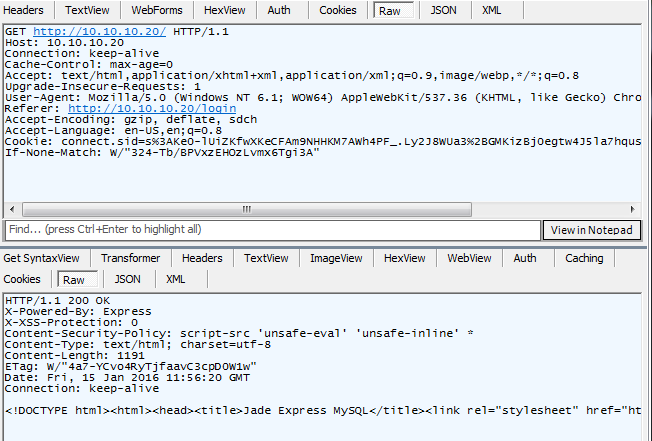 Headers TextView WebForms HexView Auth Cookies Raw JSON XML
GET http://10.10.10.20/ HTTP/1.1
Host: 10.10.10.20
Connection: keep-alive
Cache-Control: max-age=0
Accept: text/html,application/xhtml+xml,application/xml;q=0.9,image/webp,*/*;q=0.8
Upgrade-Insecure-Requests: 1
User-Agent: Mozilla/5.0 (Windows NT 6.1; WOW64) AppleWebKit/537.36 (KHTML, like Gecko) Chro
Referer: http://10.10.10.20/login
Accept-Encoding: gzip, deflate, sdch
Accept-Language: en-US,en;q=0.8
Cookie: connect.sid=s%3AKeO-lUiZKfwXKeCFAm9NHHKM7AWh4PF_.Ly2J8WUa3%2BGMKizBjOegtw4J5la7hqus
If-None-Match: W/"324-Tb/BPVxzEHOzLvmx6Tgi3A"
Find... (press Ctrl+Enter to highlight all) View in Notepad
Get SyntaxView Transformer Headers TextView ImageView HexView WebView Auth Caching
Cookies Raw JSON XML
HTTP/1.1 200 OK
X-Powered-By: Express
X-XSS-Protection: 0
Content-Security-Policy: script-src 'unsafe-eval' 'unsafe-inline' *
Content-Type: text/html; charset=utf-8
Content-Length: 1191
ETag: W/"4a7-YCvo4RyTjfaavC3cpDOW1w"
Date: Fri, 15 Jan 2016 11:56:20 GMT
Connection: keep-alive
<!DOCTYPE html><html><head><title>Jade Express MySQL</title><link rel="stylesheet" href="ht